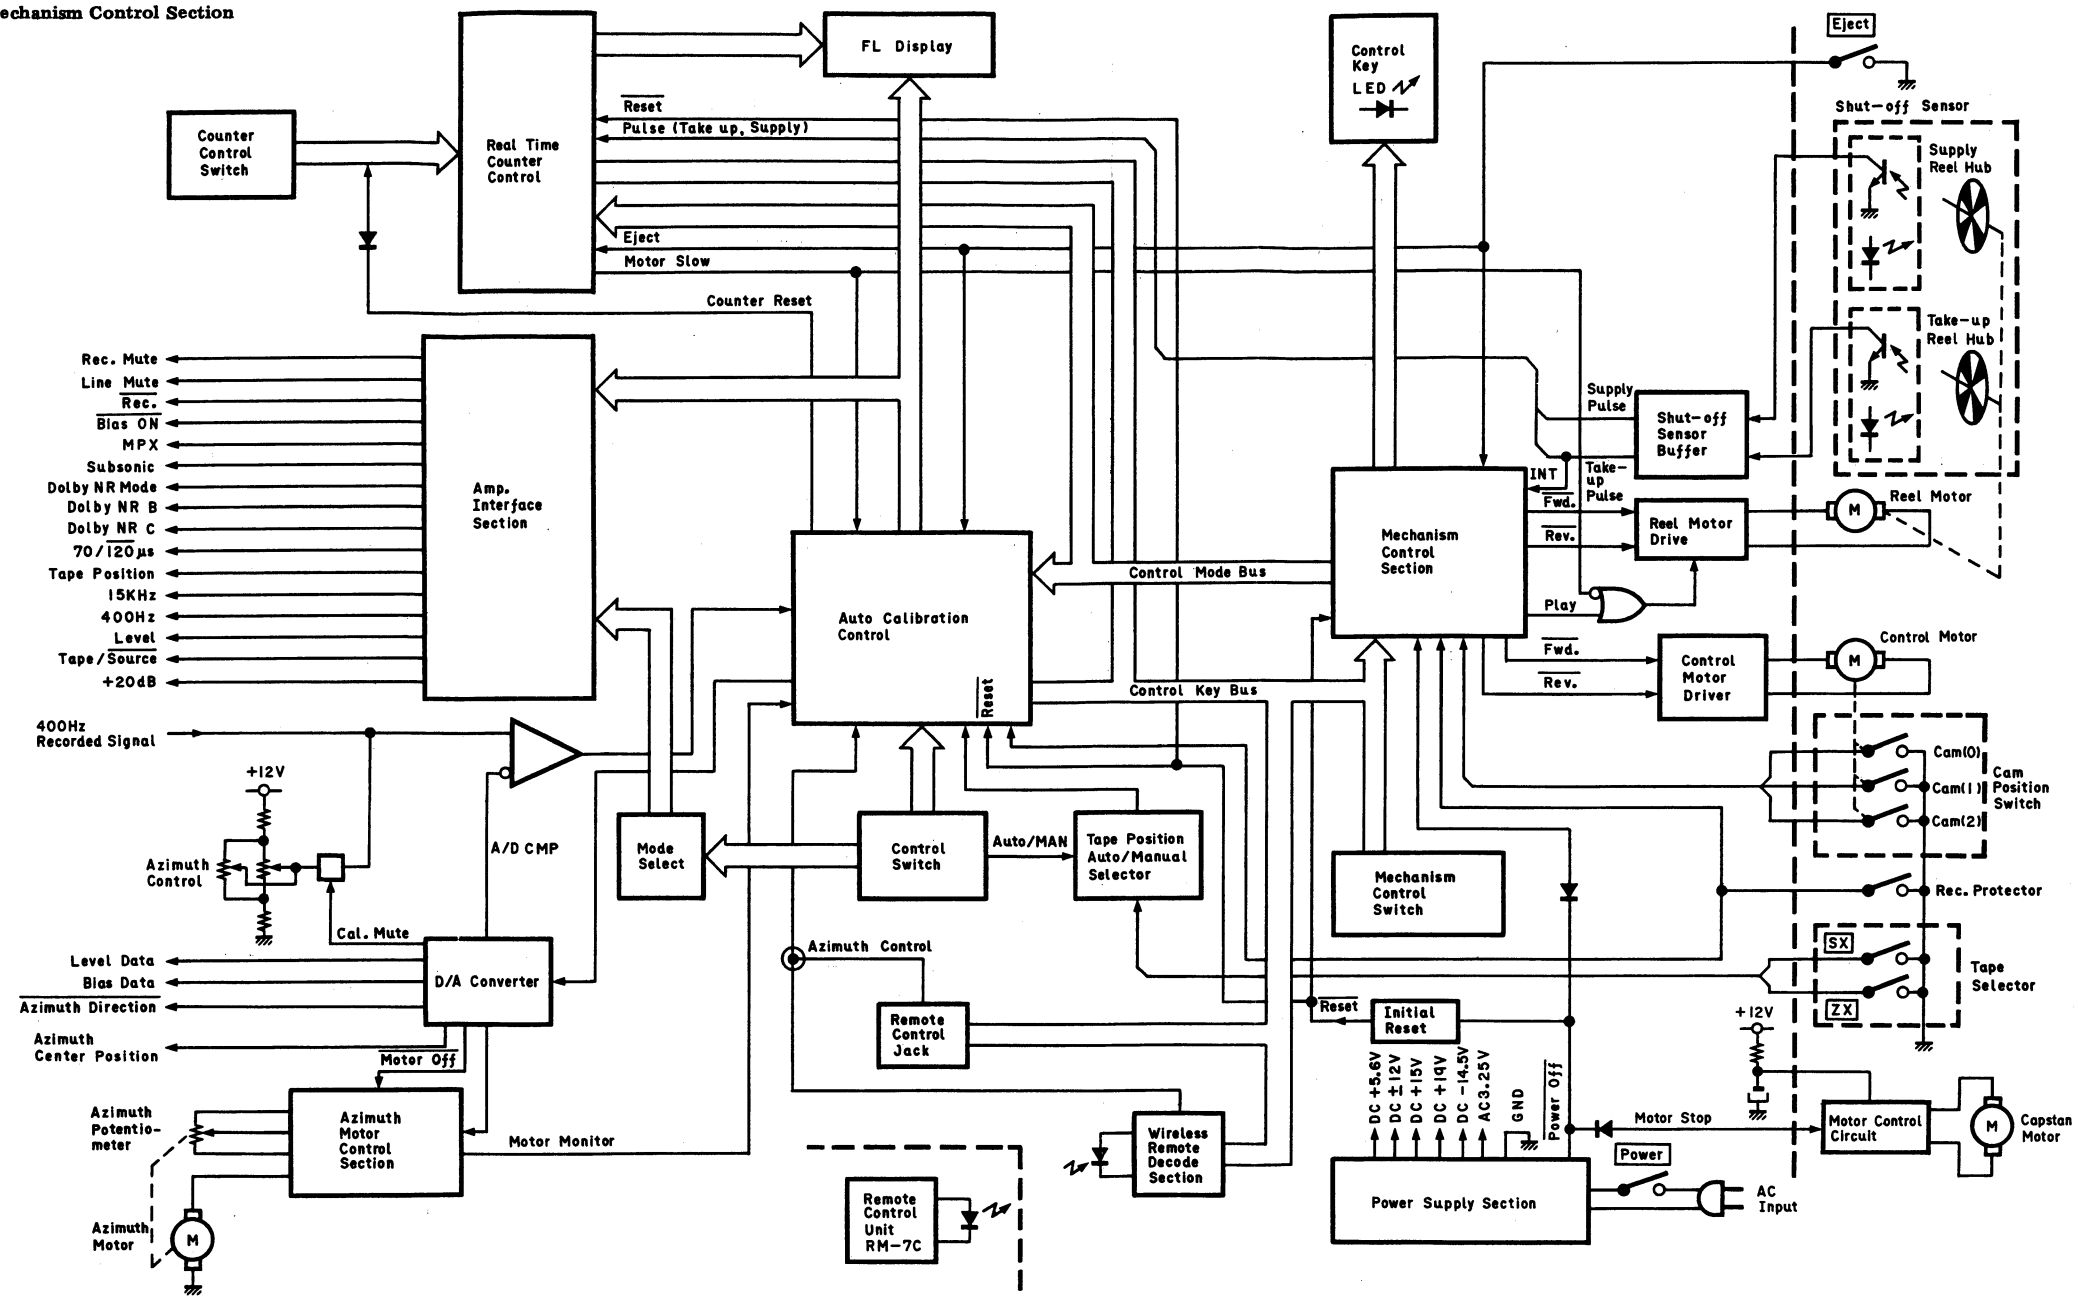 echanism Control Section
Counter
Control
Switch
Real Time
Counter
Control
FL Display
Reset
Pulse (Take up, Supply)
Eject
Motor Slow
Counter Reset
Control
Key
LED
Eject
Shut-off Sensor
Supply
Reel Hub
Take-up
Reel Hub
Rec. Mute
Line Mute
Rec.
Bias ON
MPX
Subsonic
Dolby NR Mode
Dolby NR B
Dolby NR C
70/120µs
Tape Position
15KHz
400Hz
Level
Tape/Source
+20dB
Amp.
Interface
Section
Supply
Pulse
Shut-off
Sensor
Buffer
INT
Take-
up
Pulse
Fwd.
Rev.
Reel Motor
Drive
M
Reel Motor
Mechanism
Control
Section
Play
Control Mode Bus
Auto Calibration
Control
Reset
Control Key Bus
Fwd.
Rev.
Control
Motor
Driver
M
Control Motor
400Hz
Recorded Signal
+12V
Azimuth
Control
A/D CMP
Cal. Mute
Mode
Select
Control
Switch
Auto/MAN
Tape Position
Auto/Manual
Selector
Mechanism
Control
Switch
Cam(0)
Cam(1)
Cam(2)
Cam
Position
Switch
Rec. Protector
SX
ZX
Tape
Selector
Level Data
Bias Data
Azimuth Direction
Azimuth
Center Position
D/A Converter
Motor Off
Azimuth Control
Remote
Control
Jack
Reset
Initial
Reset
+12V
DC +5.6V
DC ±12V
DC +15V
DC +19V
DC -14.5V
AC3.25V
GND
Power Off
Motor Stop
Motor Control
Circuit
M
Capstan
Motor
Azimuth
Potentio-
meter
Azimuth
Motor
Control
Section
Motor Monitor
Azimuth
Motor
M
Wireless
Remote
Decode
Section
Remote
Control
Unit
RM-7C
Power Supply Section
Power
AC
Input